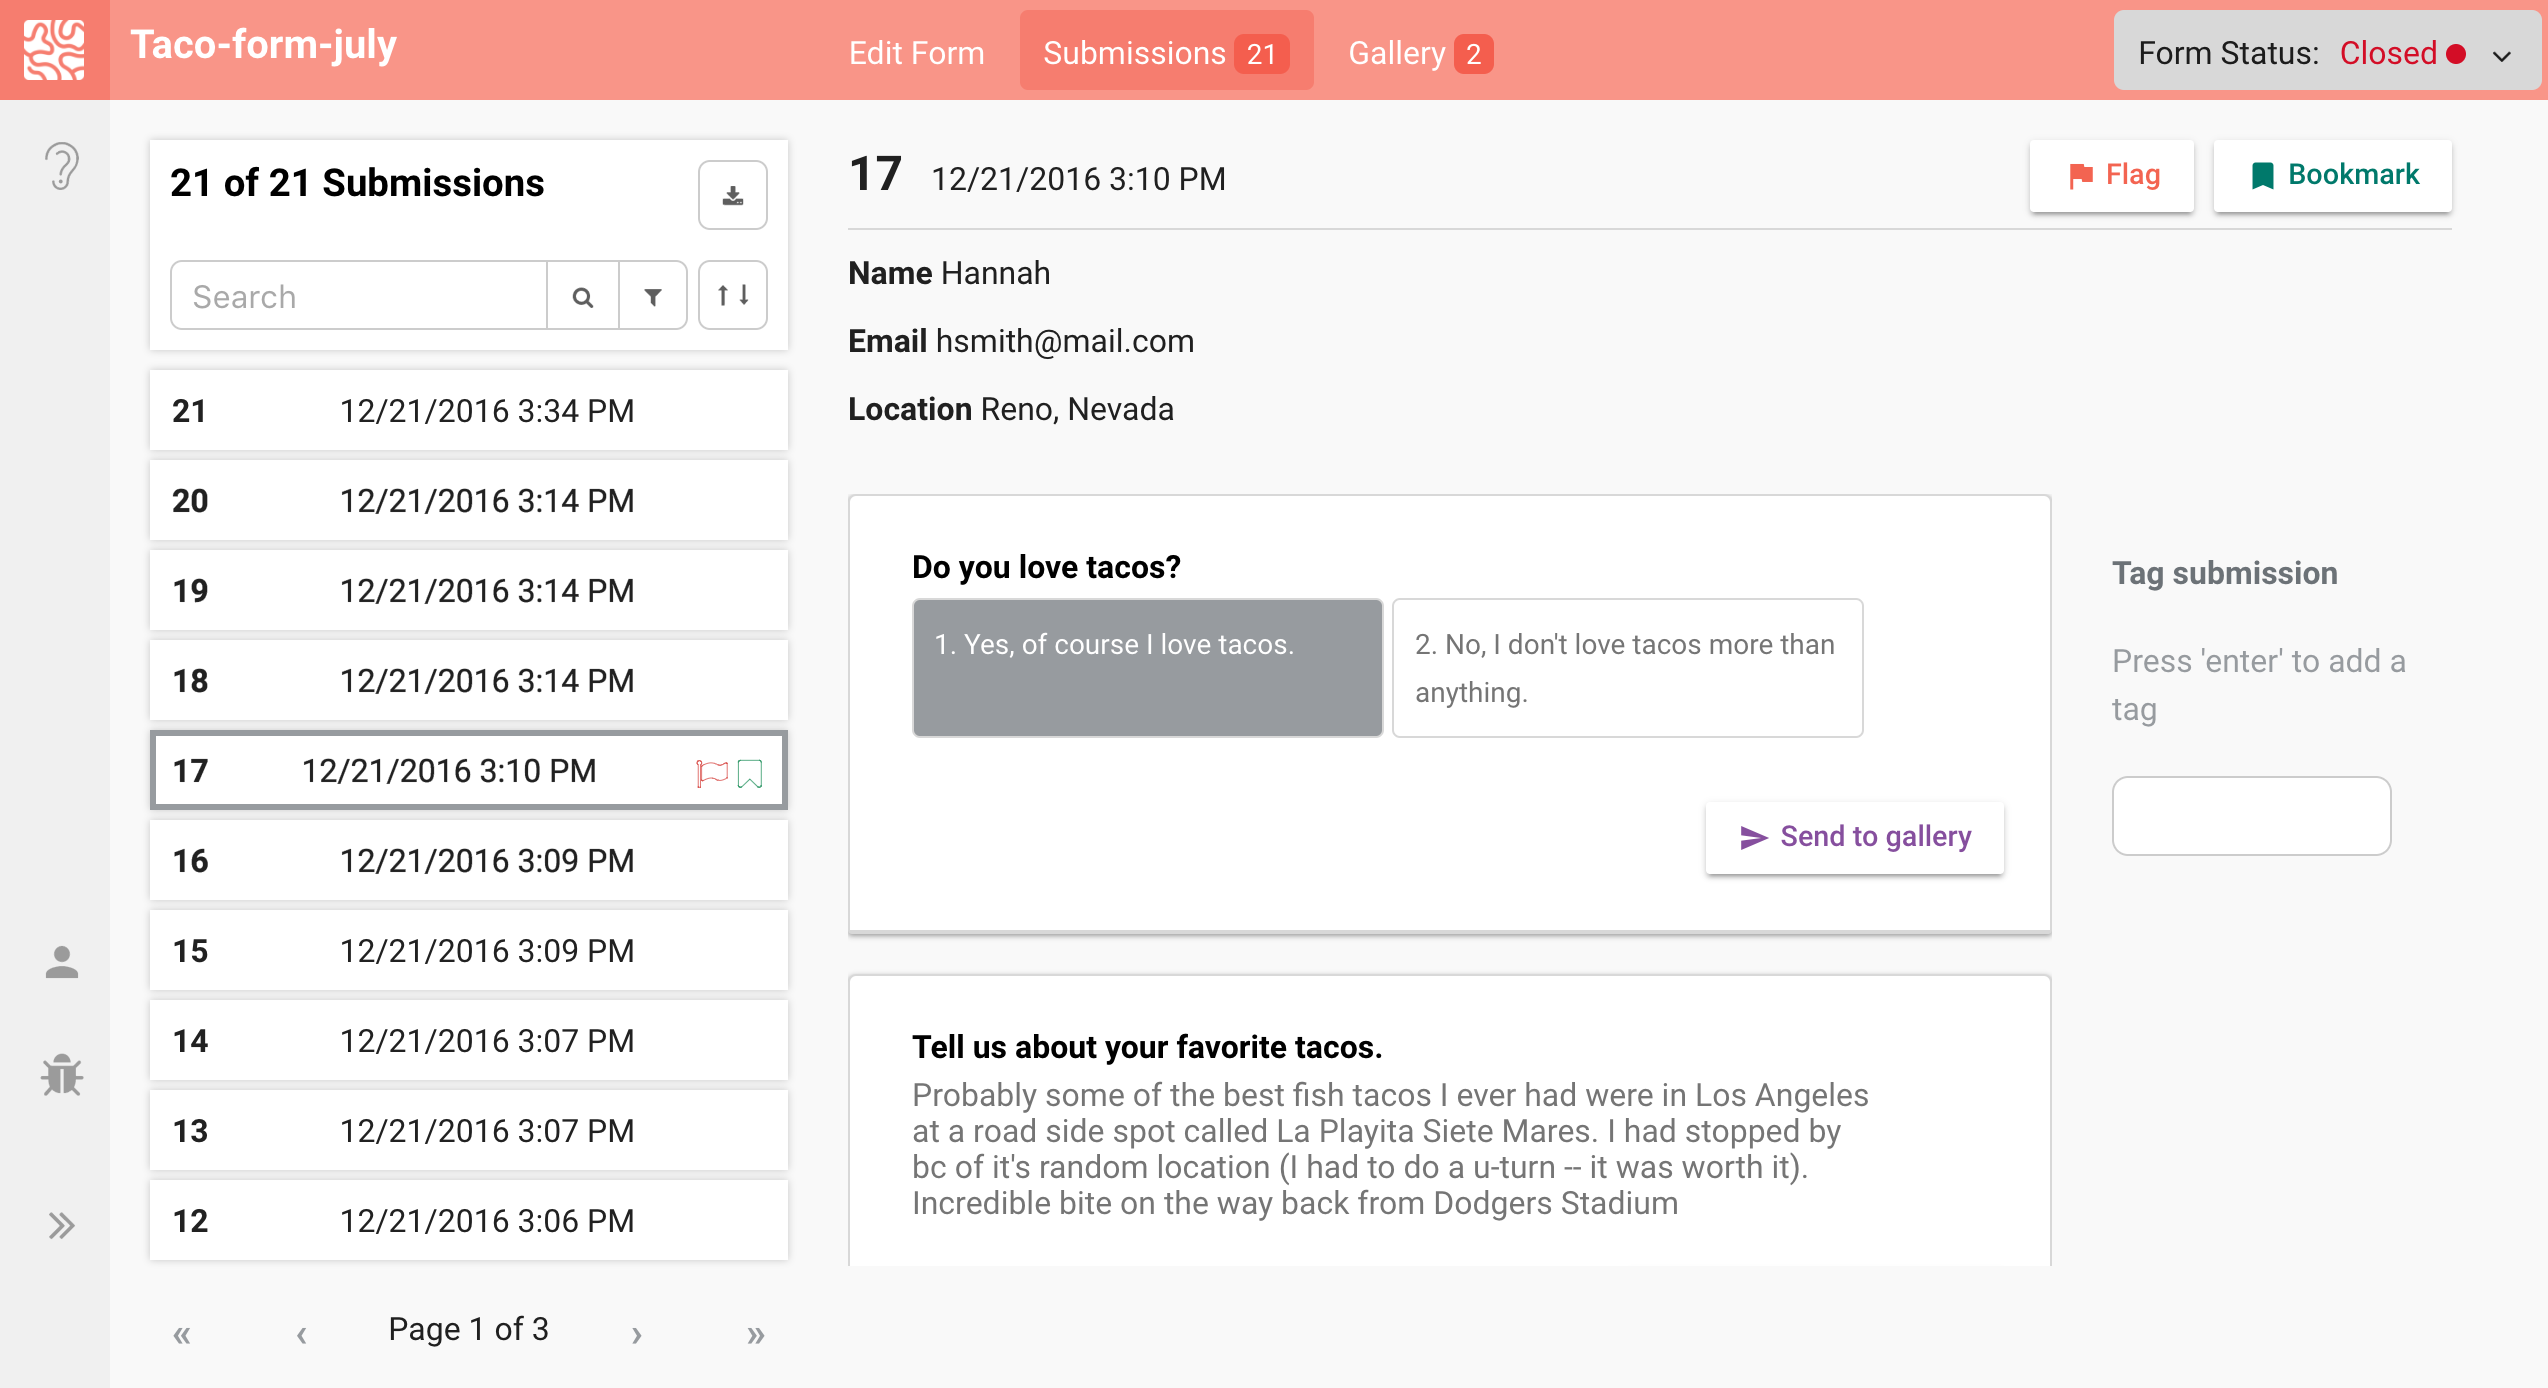 Taco-form-july
Edit Form
Submissions 21
Gallery 2
Form Status: Closed
21 of 21 Submissions
Search
21 12/21/2016 3:34 PM
20 12/21/2016 3:14 PM
19 12/21/2016 3:14 PM
18 12/21/2016 3:14 PM
17 12/21/2016 3:10 PM
16 12/21/2016 3:09 PM
15 12/21/2016 3:09 PM
14 12/21/2016 3:07 PM
13 12/21/2016 3:07 PM
12 12/21/2016 3:06 PM
« ‹ Page 1 of 3 › »
17 12/21/2016 3:10 PM
Flag
Bookmark
Name Hannah
Email hsmith@mail.com
Location Reno, Nevada
Do you love tacos?
1. Yes, of course I love tacos.
2. No, I don't love tacos more than
anything.
Send to gallery
Tell us about your favorite tacos.
Probably some of the best fish tacos I ever had were in Los Angeles
at a road side spot called La Playita Siete Mares. I had stopped by
bc of it's random location (I had to do a u-turn -- it was worth it).
Incredible bite on the way back from Dodgers Stadium
Tag submission
Press 'enter' to add a
tag